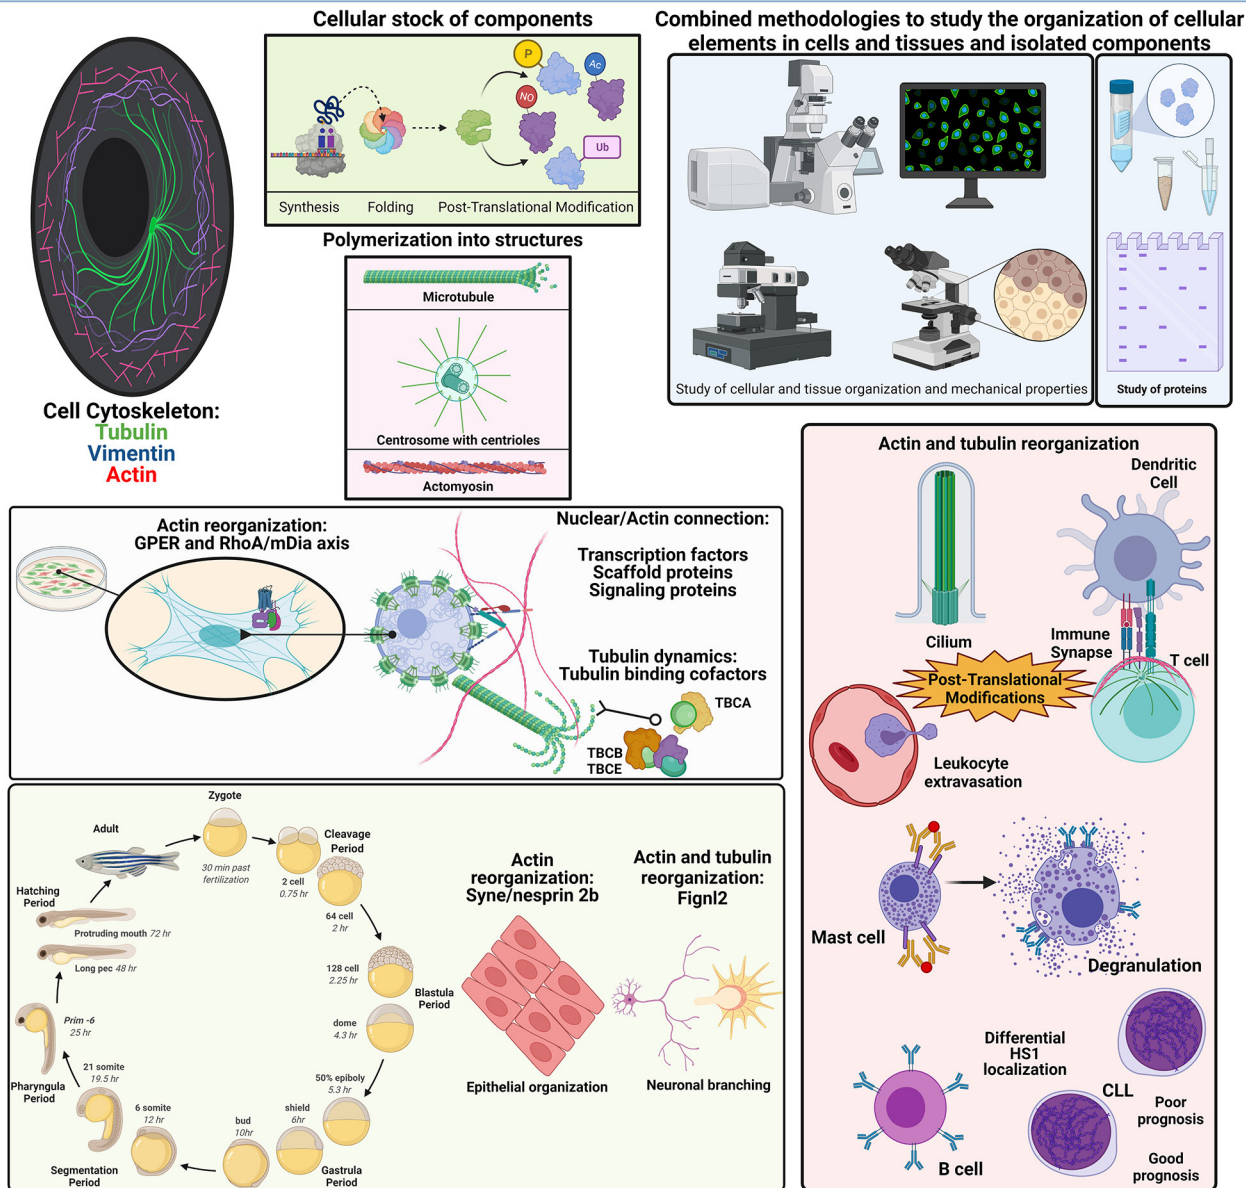 Cellular stock of components
P
Ac
NO
Ub
Synthesis
Folding
Post-Translational Modification
Combined methodologies to study the organization of cellular
elements in cells and tissues and isolated components
Study of cellular and tissue organization and mechanical properties
Study of proteins
Cell Cytoskeleton:
Tubulin
Vimentin
Actin
Polymerization into structures
Microtubule
Centrosome with centrioles
Actomyosin
Actin reorganization:
GPER and RhoA/mDia axis
Nuclear/Actin connection:
Transcription factors
Scaffold proteins
Signaling proteins
Tubulin dynamics:
Tubulin binding cofactors
TBCA
TBCB
TBCE
Actin and tubulin reorganization
Cilium
Dendritic
Cell
Immune
Synapse
T cell
Post-Translational
Modifications
Leukocyte
extravasation
Mast cell
Degranulation
Differential
HS1
localization
CLL
Poor
prognosis
Good
prognosis
B cell
Zygote
30 min past
fertilization
2 cell
0.75 hr
Cleavage
Period
64 cell
2 hr
128 cell
2.25 hr
Blastula
Period
dome
4.3 hr
50% epiboly
5.3 hr
shield
6hr
Gastrula
Period
bud
10hr
6 somite
12 hr
Segmentation
Period
21 somite
19.5 hr
Pharyngula
Period
Prim -6
25 hr
Long pec 48 hr
Protruding mouth 72 hr
Hatching
Period
Adult
Actin
reorganization:
Syne/nesprin 2b
Epithelial organization
Actin and tubulin
reorganization:
Fignl2
Neuronal branching